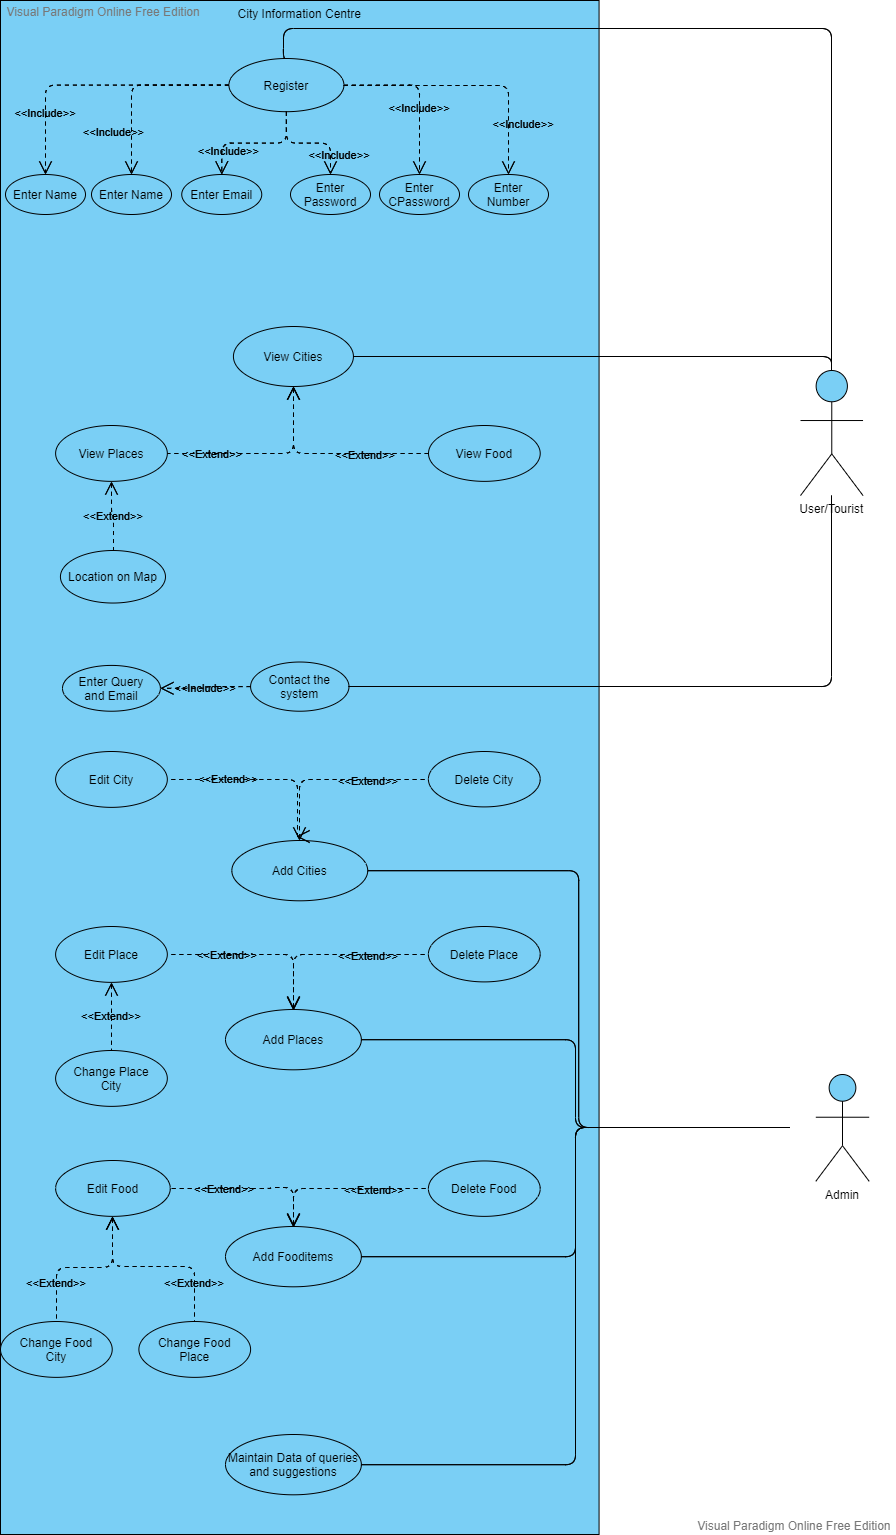 Visual Paradigm Online Free Edition
City Information Centre
Register
<<Include>>
<<Include>>
<<Include>>
<<Include>>
<<Include>>
<<Include>>
Enter Name
Enter Name
Enter Email
Enter
Password
Enter
CPassword
Enter
Number
View Cities
View Places
<<Extend>>
<<Extend>>
View Food
User/Tourist
<<Extend>>
Location on Map
Enter Query
and Email
<<Include>>
Contact the
system
Edit City
<<Extend>>
<<Extend>>
Delete City
Add Cities
Edit Place
<<Extend>>
<<Extend>>
Delete Place
<<Extend>>
Add Places
Change Place
City
Admin
Edit Food
<<Extend>>
<<Extend>>
Delete Food
Add Fooditems
<<Extend>>
<<Extend>>
Change Food
City
Change Food
Place
Maintain Data of queries
and suggestions
Visual Paradigm Online Free Edition